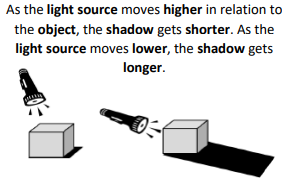 As the light source moves higher in relation to
the object, the shadow gets shorter. As the
light source moves lower, the shadow gets
longer.